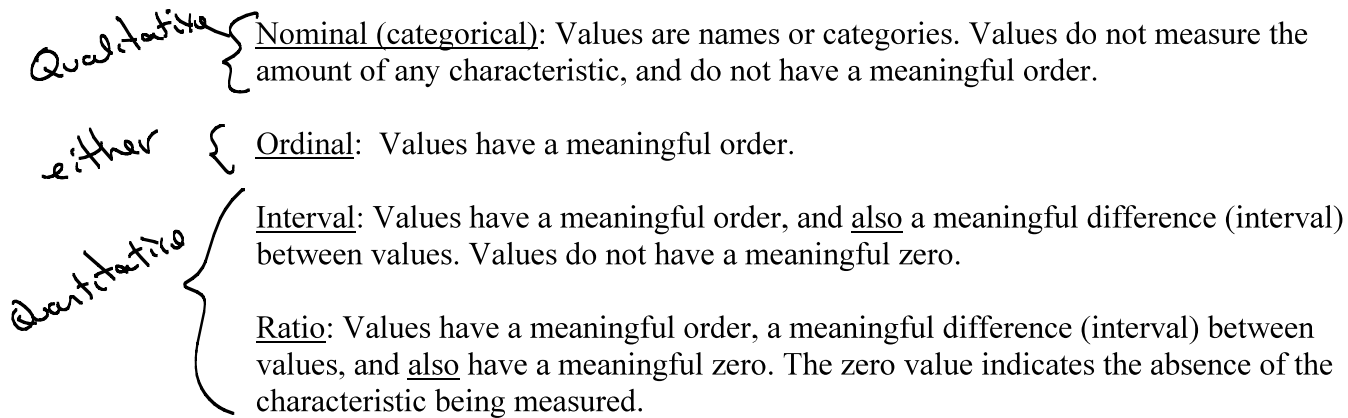 Qualitative { Nominal (categorical): Values are names or categories. Values do not measure the
amount of any characteristic, and do not have a meaningful order.
either { Ordinal: Values have a meaningful order.
Quantitative { Interval: Values have a meaningful order, and also a meaningful difference (interval)
between values. Values do not have a meaningful zero.
Ratio: Values have a meaningful order, a meaningful difference (interval) between
values, and also have a meaningful zero. The zero value indicates the absence of the
characteristic being measured.